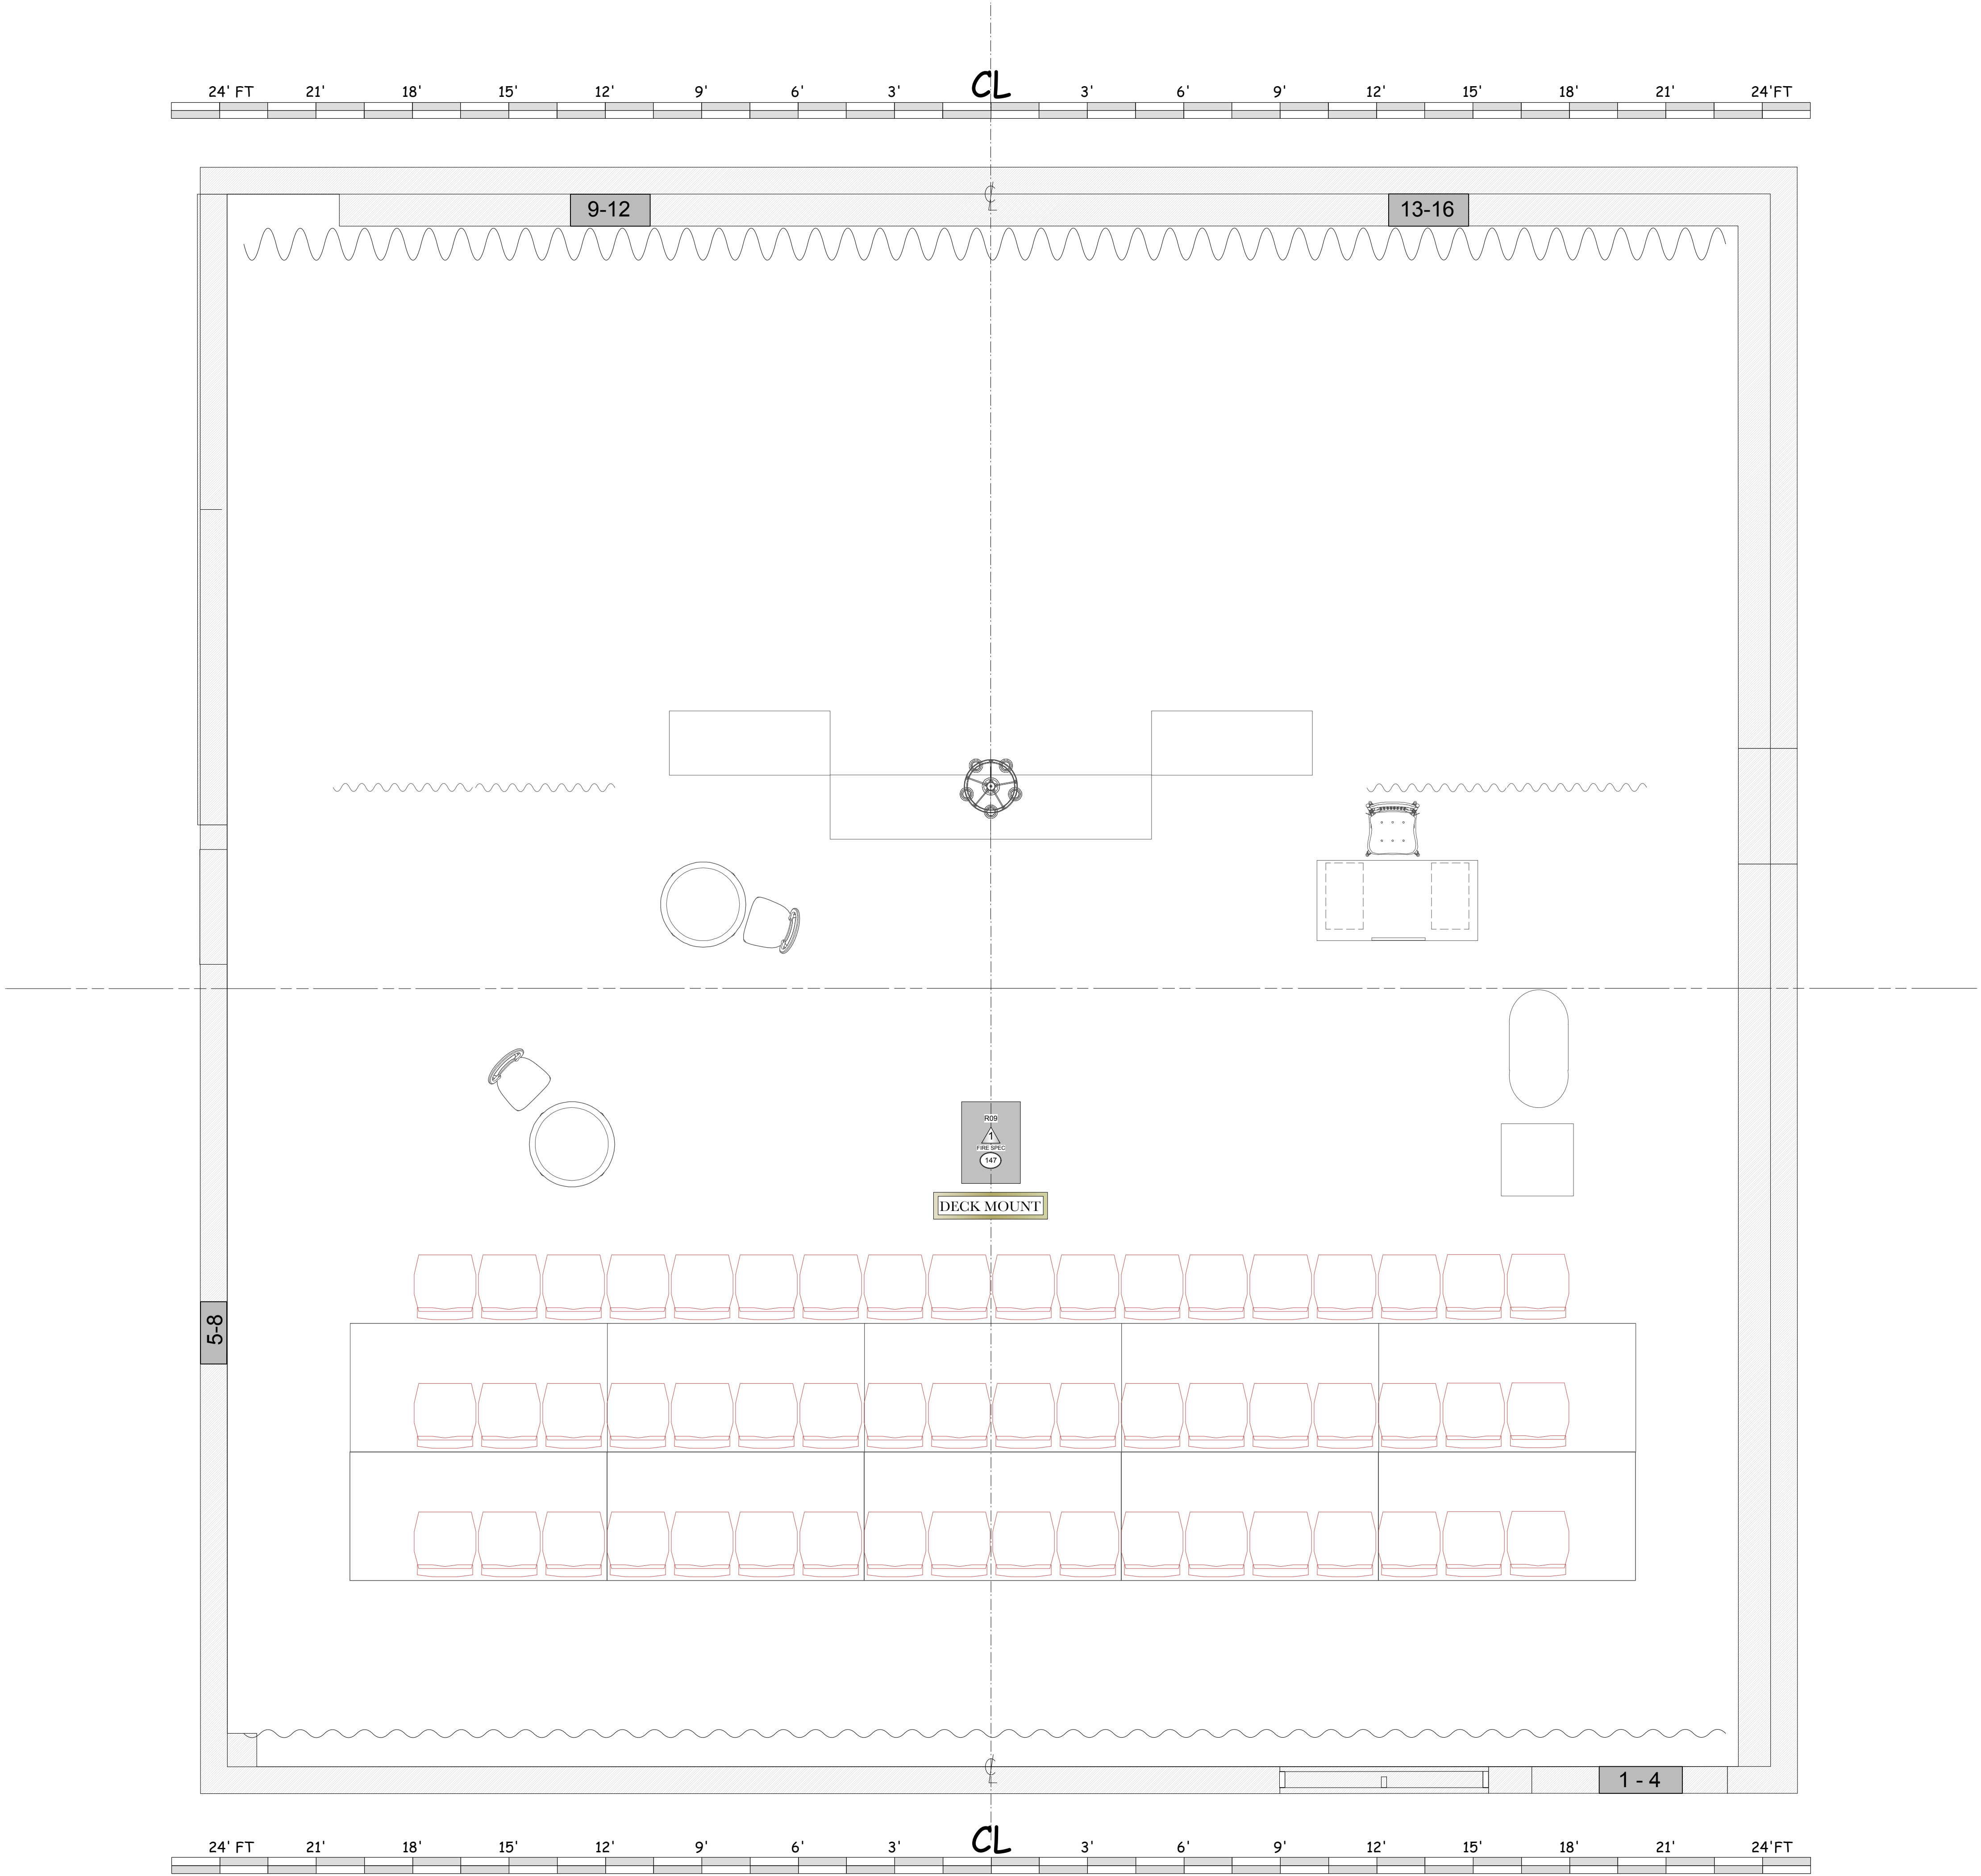 CL
24' FT 21' 18' 15' 12' 9' 6' 3' 3' 6' 9' 12' 15' 18' 21' 24'FT
9-12
CL
13-16
R09
1
FIRE SPEC
147
DECK MOUNT
5-8
CL
1 - 4
CL
24' FT 21' 18' 15' 12' 9' 6' 3' 3' 6' 9' 12' 15' 18' 21' 24'FT